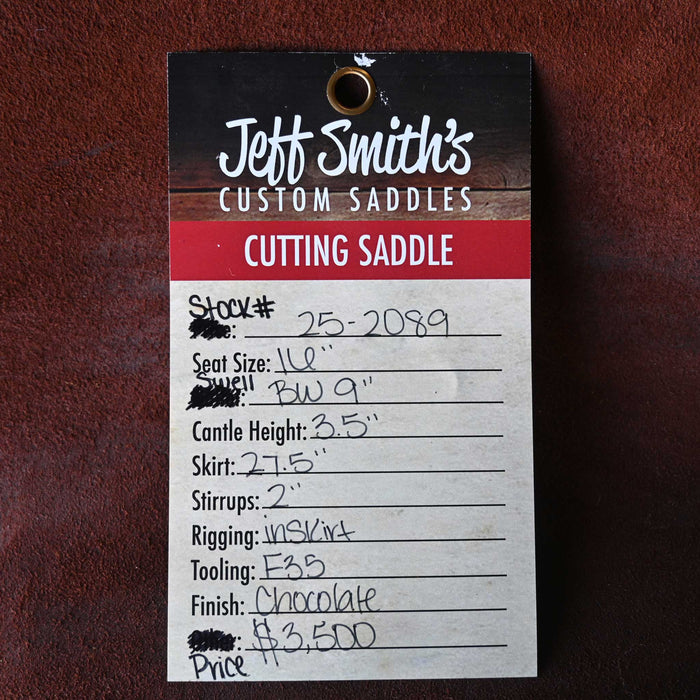 Jeff Smith's
CUSTOM SADDLES
CUTTING SADDLE
Stock#
: 25-2089
Seat Size: 16"
Swell
: BW 9"
Cantle Height: 3.5"
Skirt: 27.5"
Stirrups: 2"
Rigging: inskirt
Tooling: F35
Finish: Chocolate
: $3,500
Price